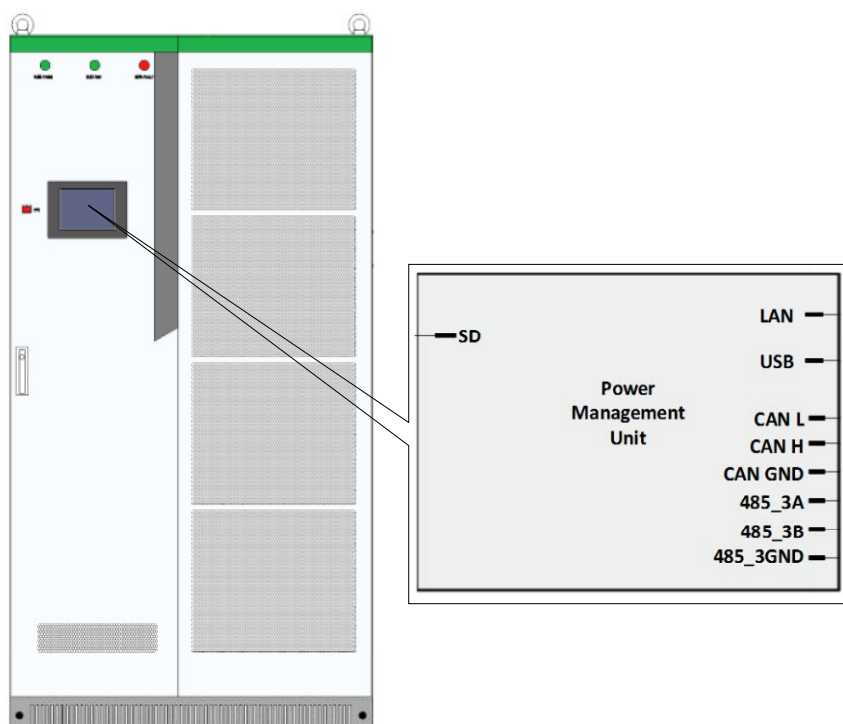 SD
Power
Management
Unit
LAN
USB
CAN L
CAN H
CAN GND
485_3A
485_3B
485_3GND